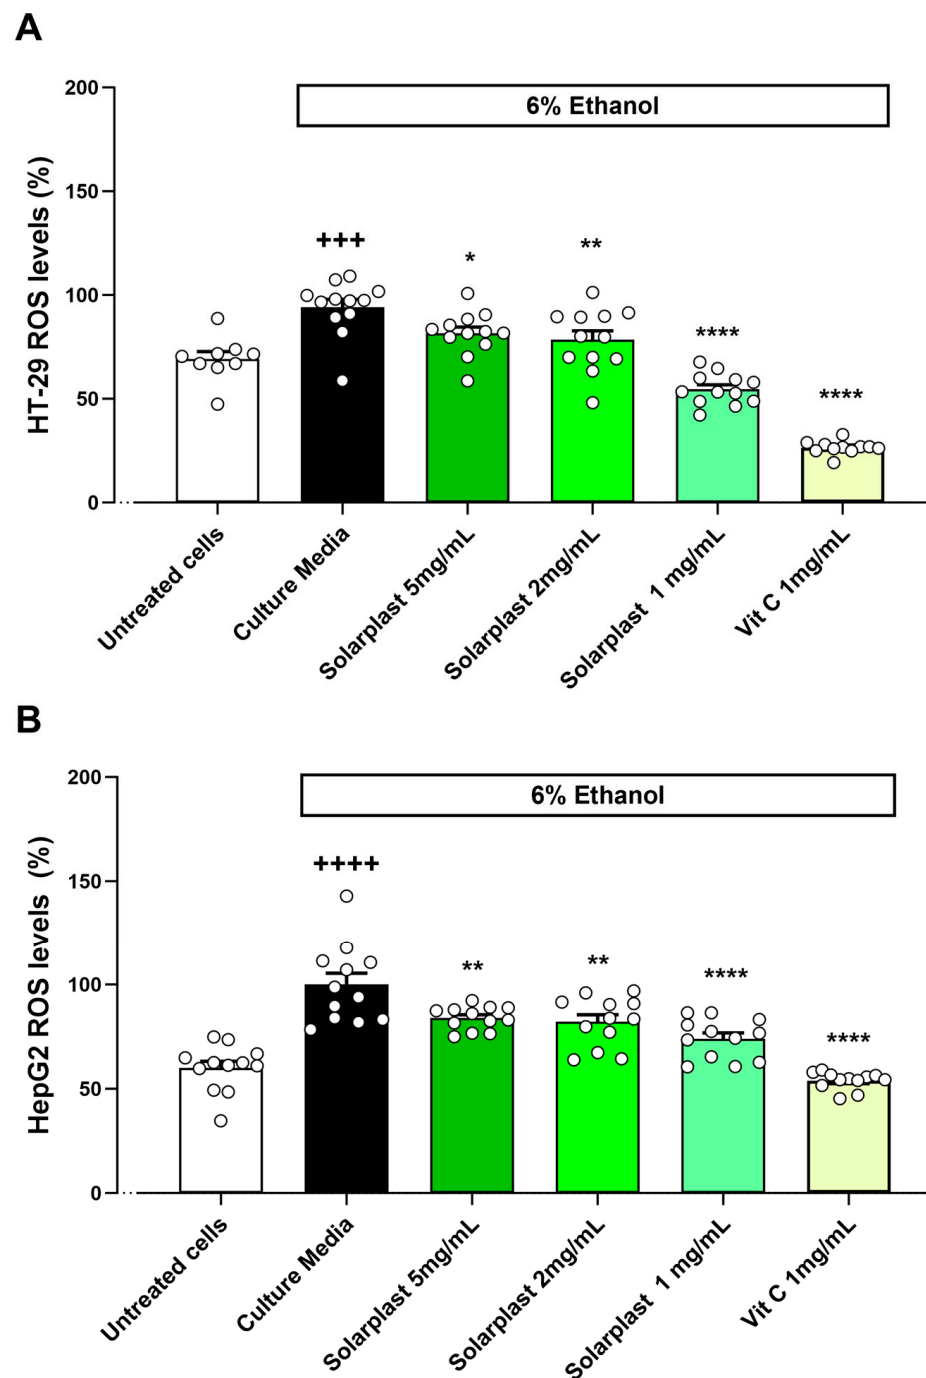 A
HT-29 ROS levels (%)
200
150
100
50
0
6% Ethanol
+++
*
**
****
****
Untreated cells
Culture Media
Solarplast 5mg/mL
Solarplast 2mg/mL
Solarplast 1 mg/mL
Vit C 1mg/mL
B
HepG2 ROS levels (%)
200
150
100
50
0
6% Ethanol
++++
**
**
****
****
Untreated cells
Culture Media
Solarplast 5mg/mL
Solarplast 2mg/mL
Solarplast 1 mg/mL
Vit C 1mg/mL